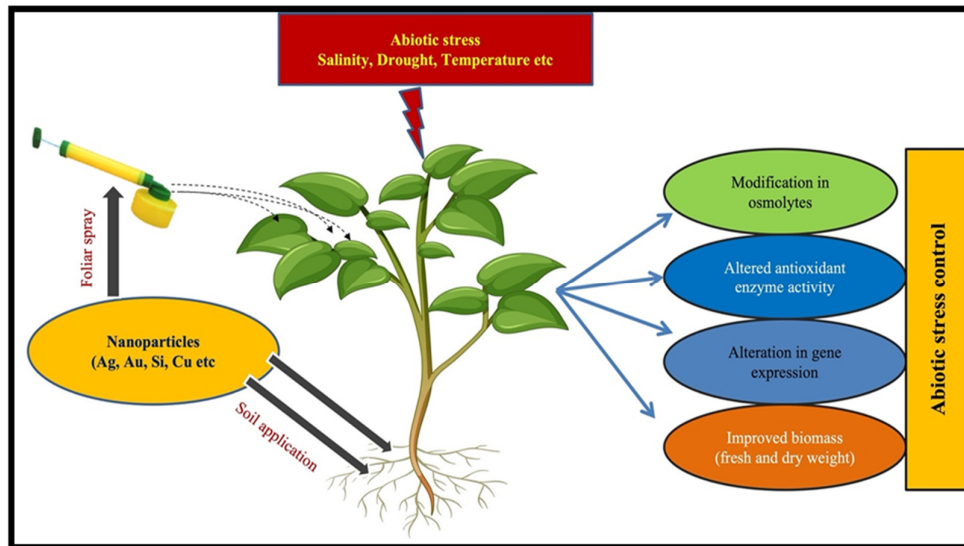 Abiotic stress
Salinity, Drought, Temperature etc
Foliar spray
Nanoparticles
(Ag, Au, Si, Cu etc
Soil application
Modification in
osmolytes
Altered antioxidant
enzyme activity
Alteration in gene
expression
Improved biomass
(fresh and dry weight)
Abiotic stress control